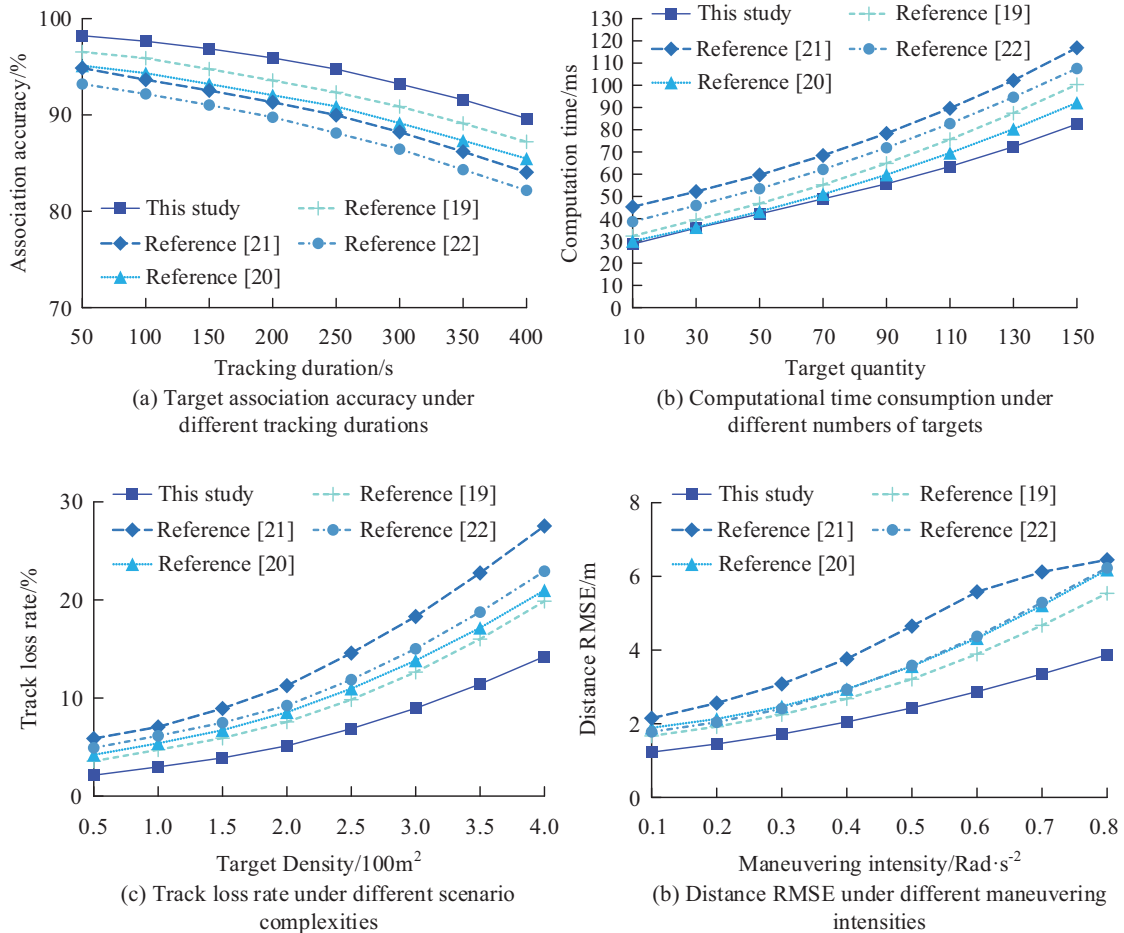 This study
Reference [19]
Reference [21]
Reference [22]
Reference [20]
Association accuracy/%
100
90
80
70
50 100 150 200 250 300 350 400
Tracking duration/s
(a) Target association accuracy under
different tracking durations
This study
Reference [19]
Reference [21]
Reference [22]
Reference [20]
Computation time/ms
130
120
110
100
90
80
70
60
50
40
30
20
10
0
10 30 50 70 90 110 130 150
Target quantity
(b) Computational time consumption under
different numbers of targets
This study
Reference [19]
Reference [21]
Reference [22]
Reference [20]
Track loss rate/%
30
20
10
0
0.5 1.0 1.5 2.0 2.5 3.0 3.5 4.0
Target Density/100m²
(c) Track loss rate under different scenario
complexities
This study
Reference [19]
Reference [21]
Reference [22]
Reference [20]
Distance RMSE/m
8
6
4
2
0
0.1 0.2 0.3 0.4 0.5 0.6 0.7 0.8
Maneuvering intensity/Rad·s⁻²
(b) Distance RMSE under different maneuvering
intensities